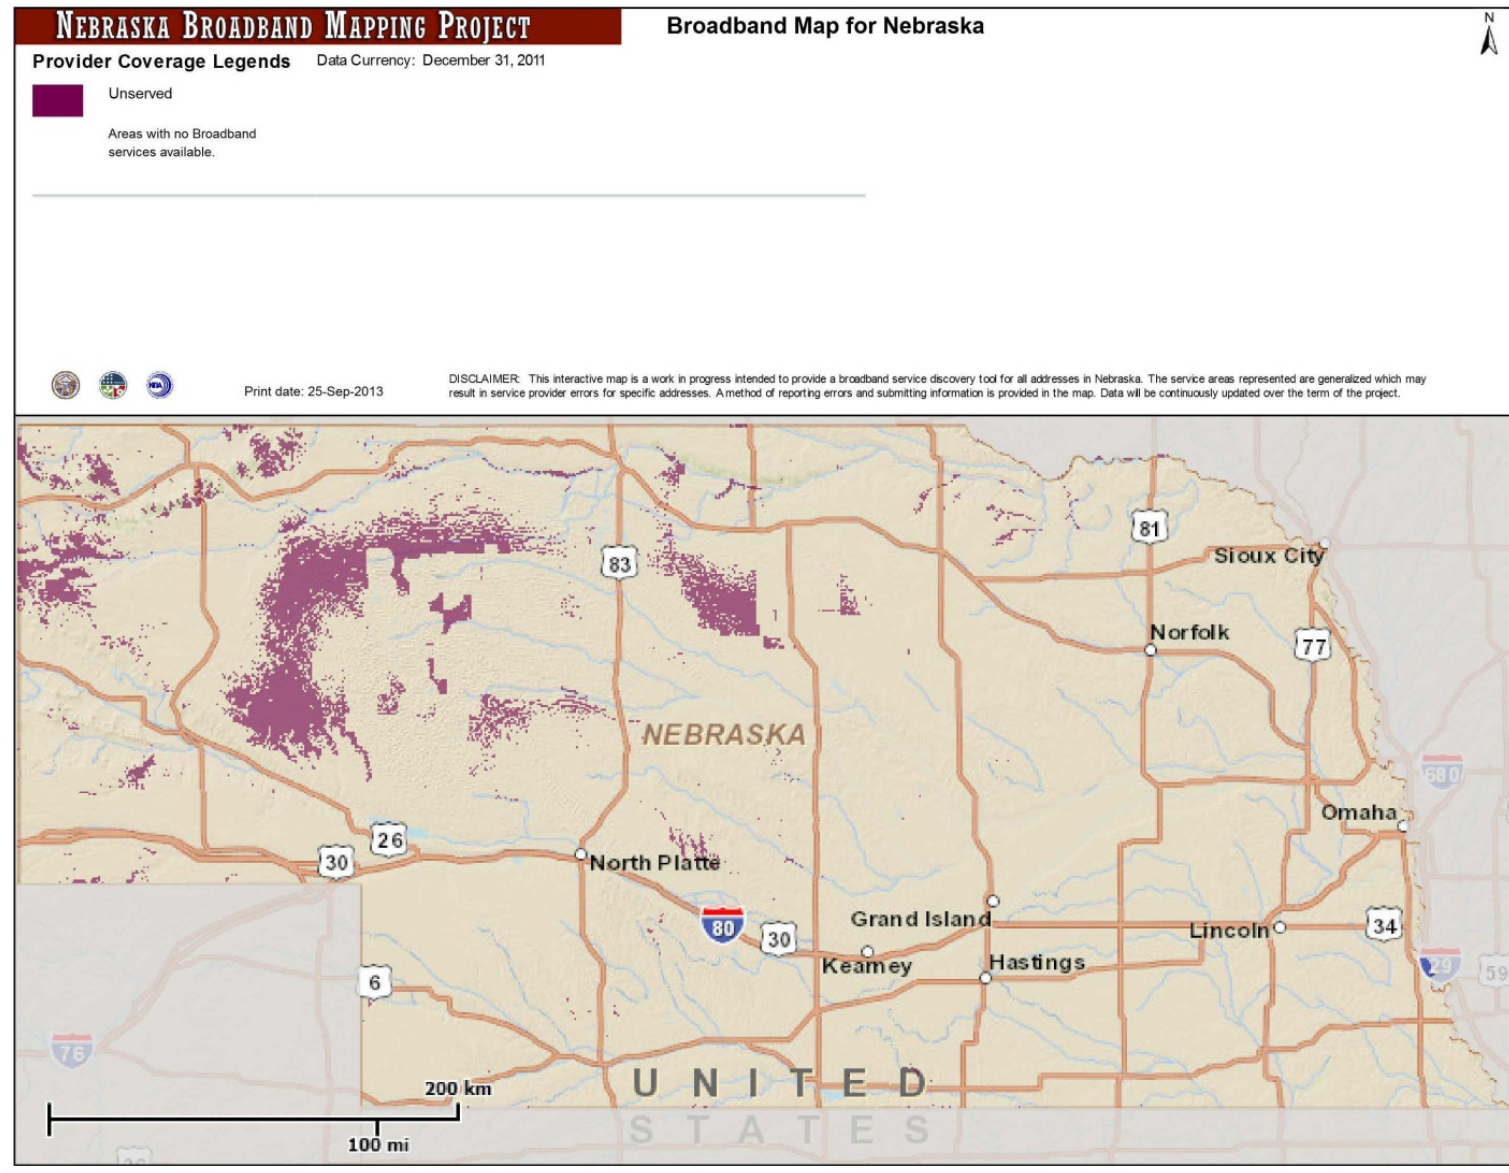 NEBRASKA BROADBAND MAPPING PROJECT
Broadband Map for Nebraska
N
Provider Coverage Legends
Data Currency: December 31, 2011
Unserved
Areas with no Broadband
services available.
NTIA
Print date: 25-Sep-2013
DISCLAIMER: This interactive map is a work in progress intended to provide a broadband service discovery tool for all addresses in Nebraska. The service areas represented are generalized which may
result in service provider errors for specific addresses. A method of reporting errors and submitting information is provided in the map. Data will be continuously updated over the term of the project.
81
Sioux City
83
Norfolk
77
NEBRASKA
680
Omaha
26
30
North Platte
Grand Island
80
30
Lincoln
34
Kearney
Hastings
29
59
6
76
UNITED
STATES
200 km
100 mi